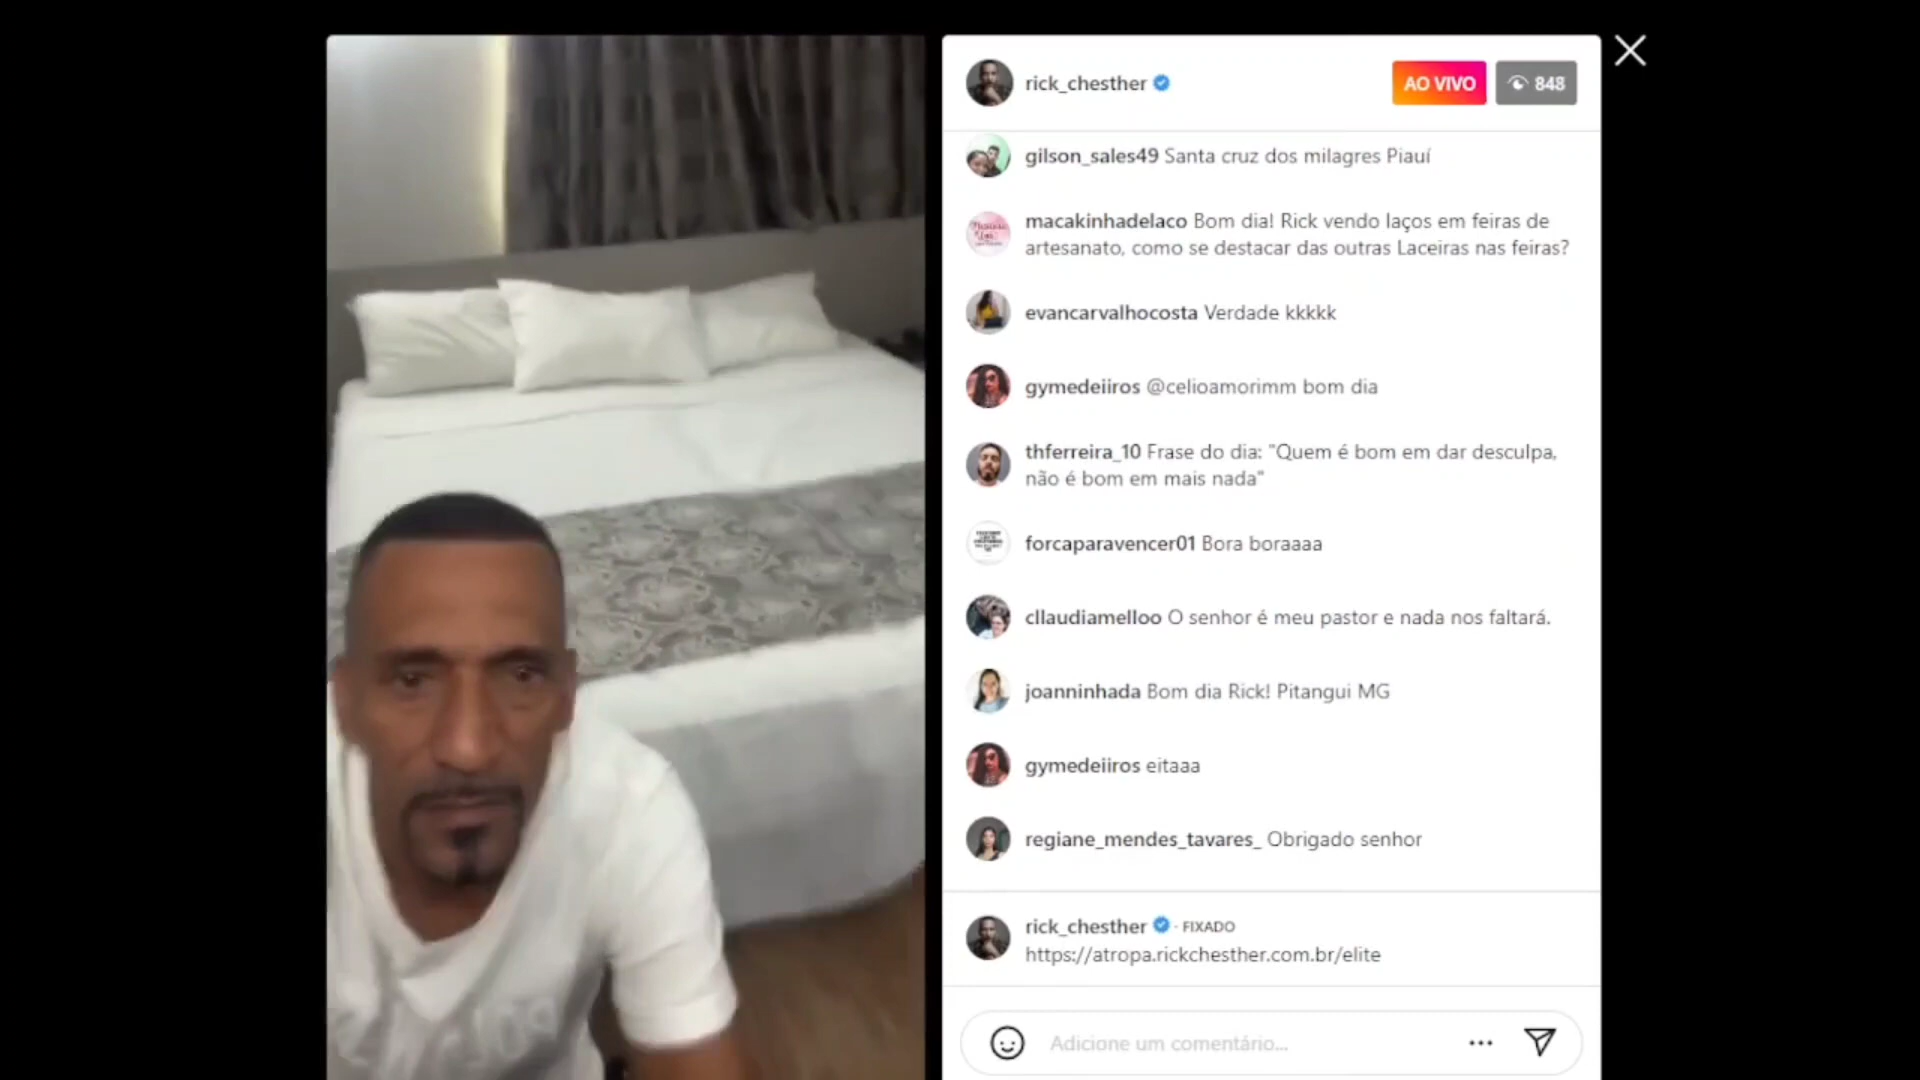 rick_chesther
AO VIVO
848
gilson_sales49 Santa cruz dos milagres Piauí
macakinhadelaco Bom dia! Rick vendo laços em feiras de
artesanato, como se destacar das outras Laceiras nas feiras?
evancarvalhocosta Verdade kkkkk
gymedeiiros @celioamorimm bom dia
thferreira_10 Frase do dia: "Quem é bom em dar desculpa,
não é bom em mais nada"
forcaparavencer01 Bora boraaaa
cllaudiamelloo O senhor é meu pastor e nada nos faltará.
joanninhada Bom dia Rick! Pitangui MG
gymedeiiros eitaaa
regiane_mendes_tavares_ Obrigado senhor
rick_chesther · FIXADO
https://atropa.rickchesther.com.br/elite
Adicione um comentário...